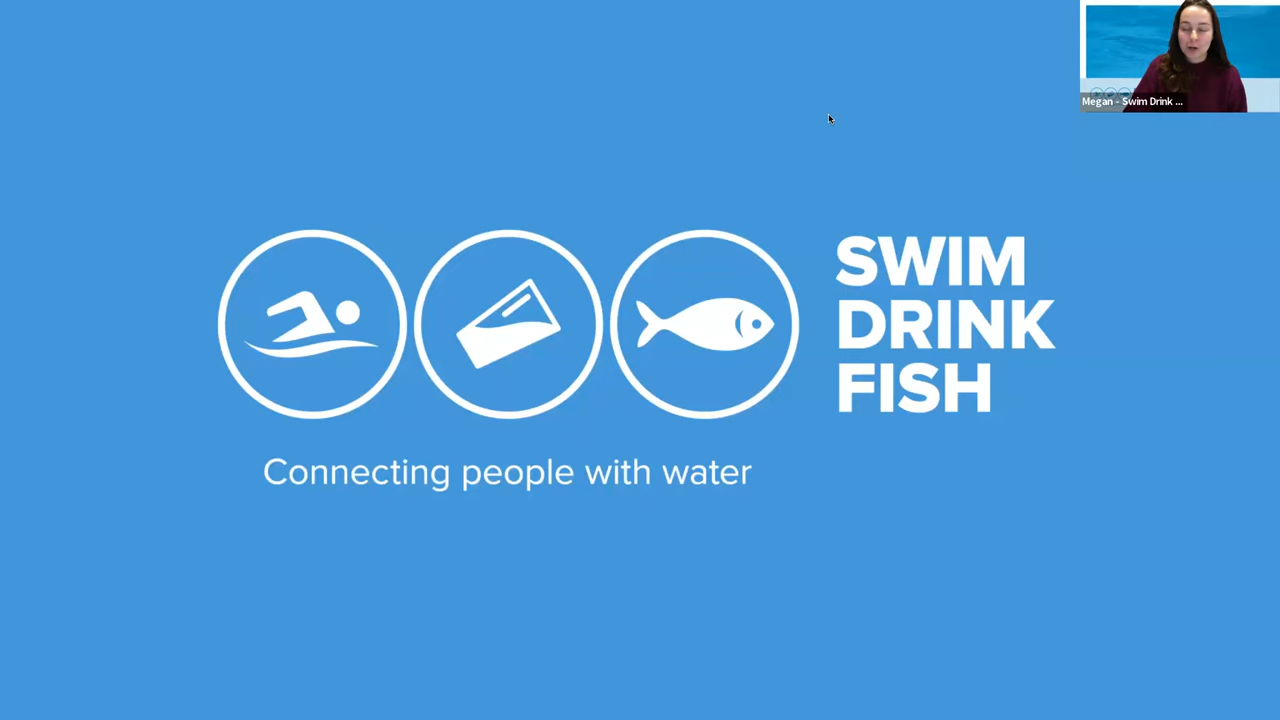 Megan - Swim Drink ...
SWIM
DRINK
FISH
Connecting people with water